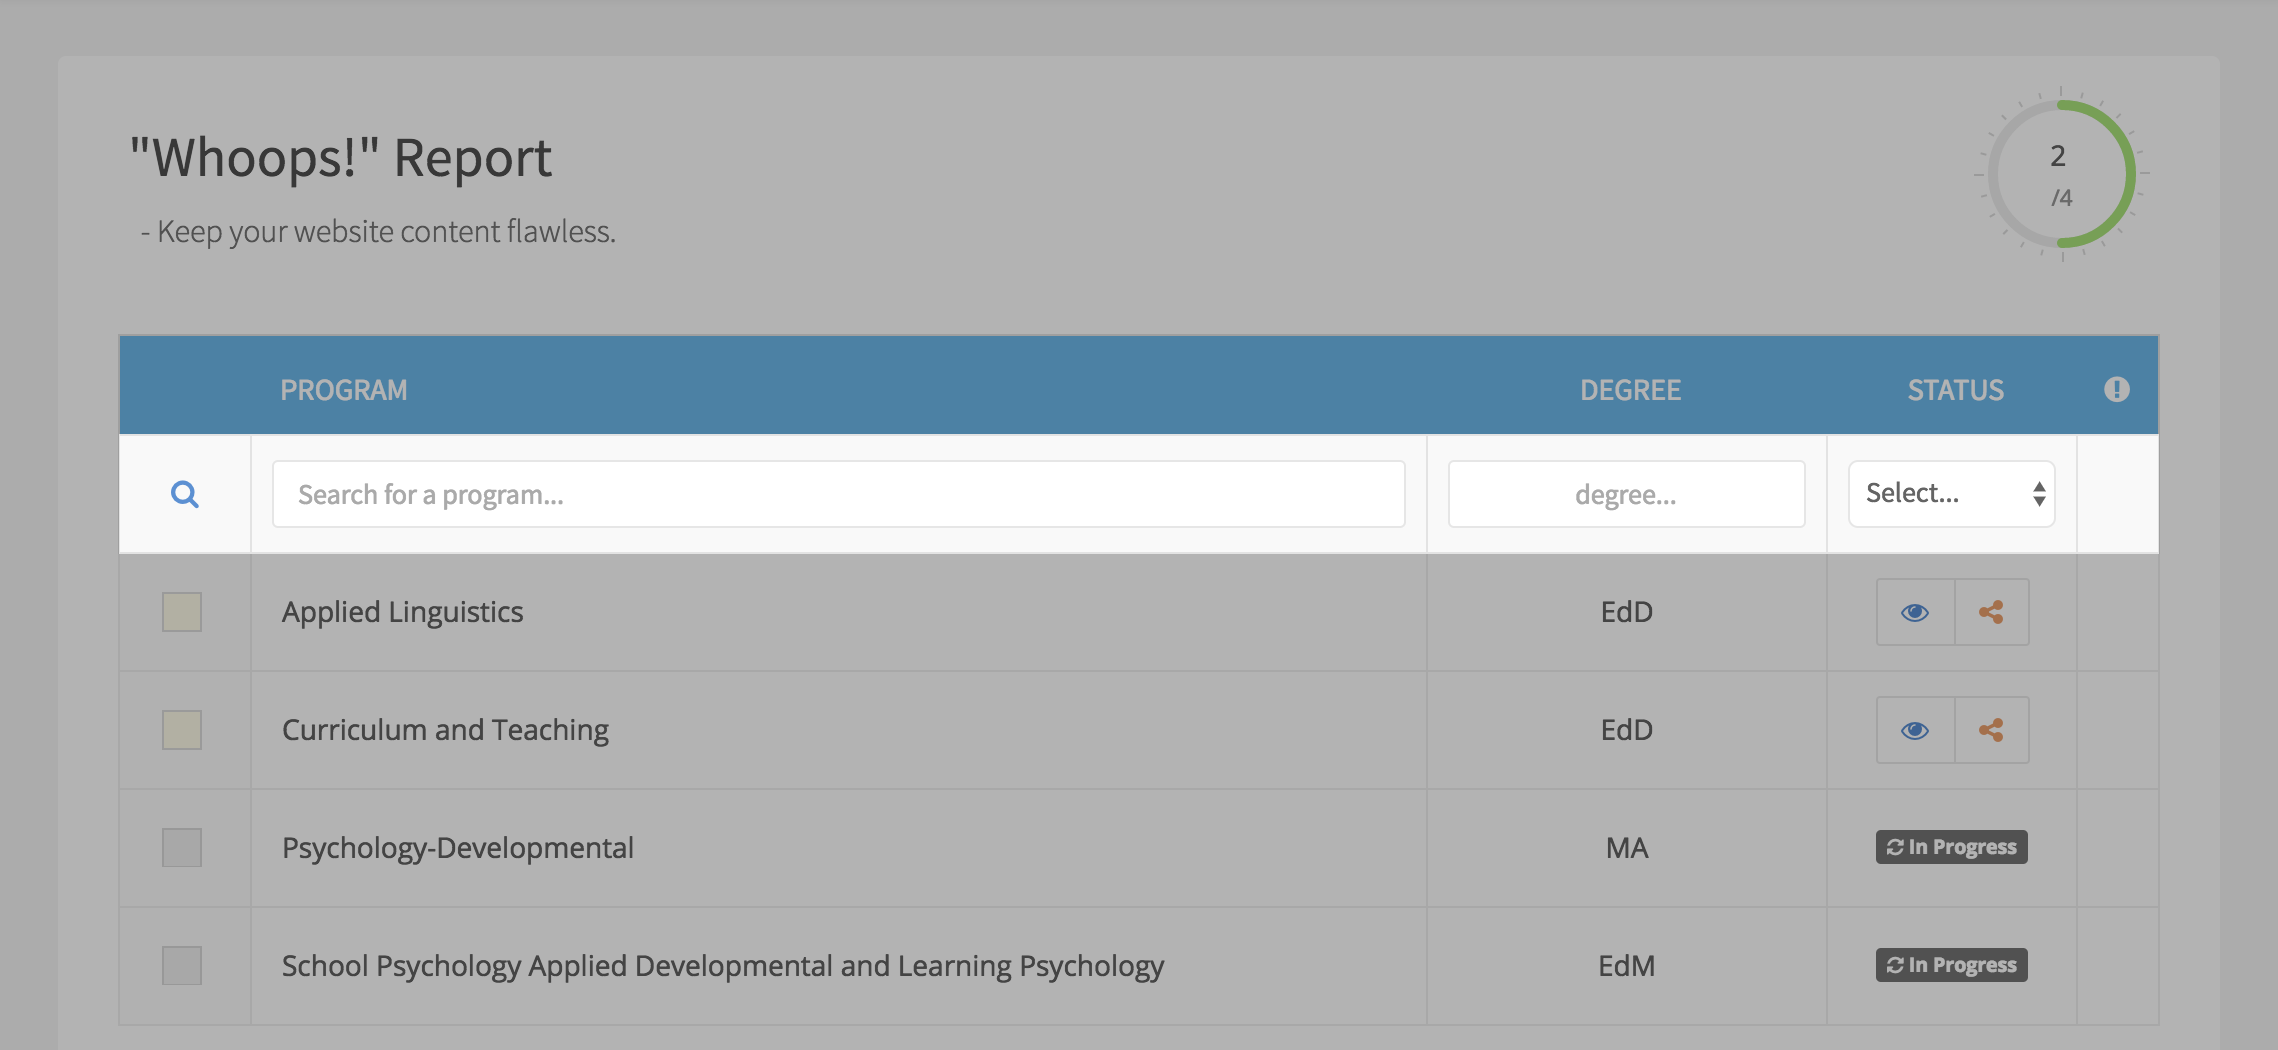 "Whoops!" Report
- Keep your website content flawless.
2
/4
PROGRAM DEGREE STATUS
Search for a program... degree... Select...
Applied Linguistics EdD
Curriculum and Teaching EdD
Psychology-Developmental MA In Progress
School Psychology Applied Developmental and Learning Psychology EdM In Progress